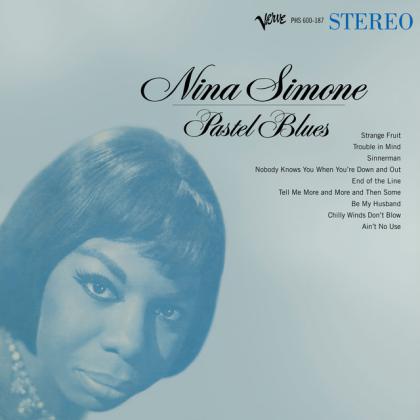 Verve PHS 600-187 STEREO
Nina Simone
Pastel Blues
Strange Fruit
Trouble in Mind
Sinnerman
Nobody Knows You When You're Down and Out
End of the Line
Tell Me More and More and Then Some
Be My Husband
Chilly Winds Don't Blow
Ain't No Use